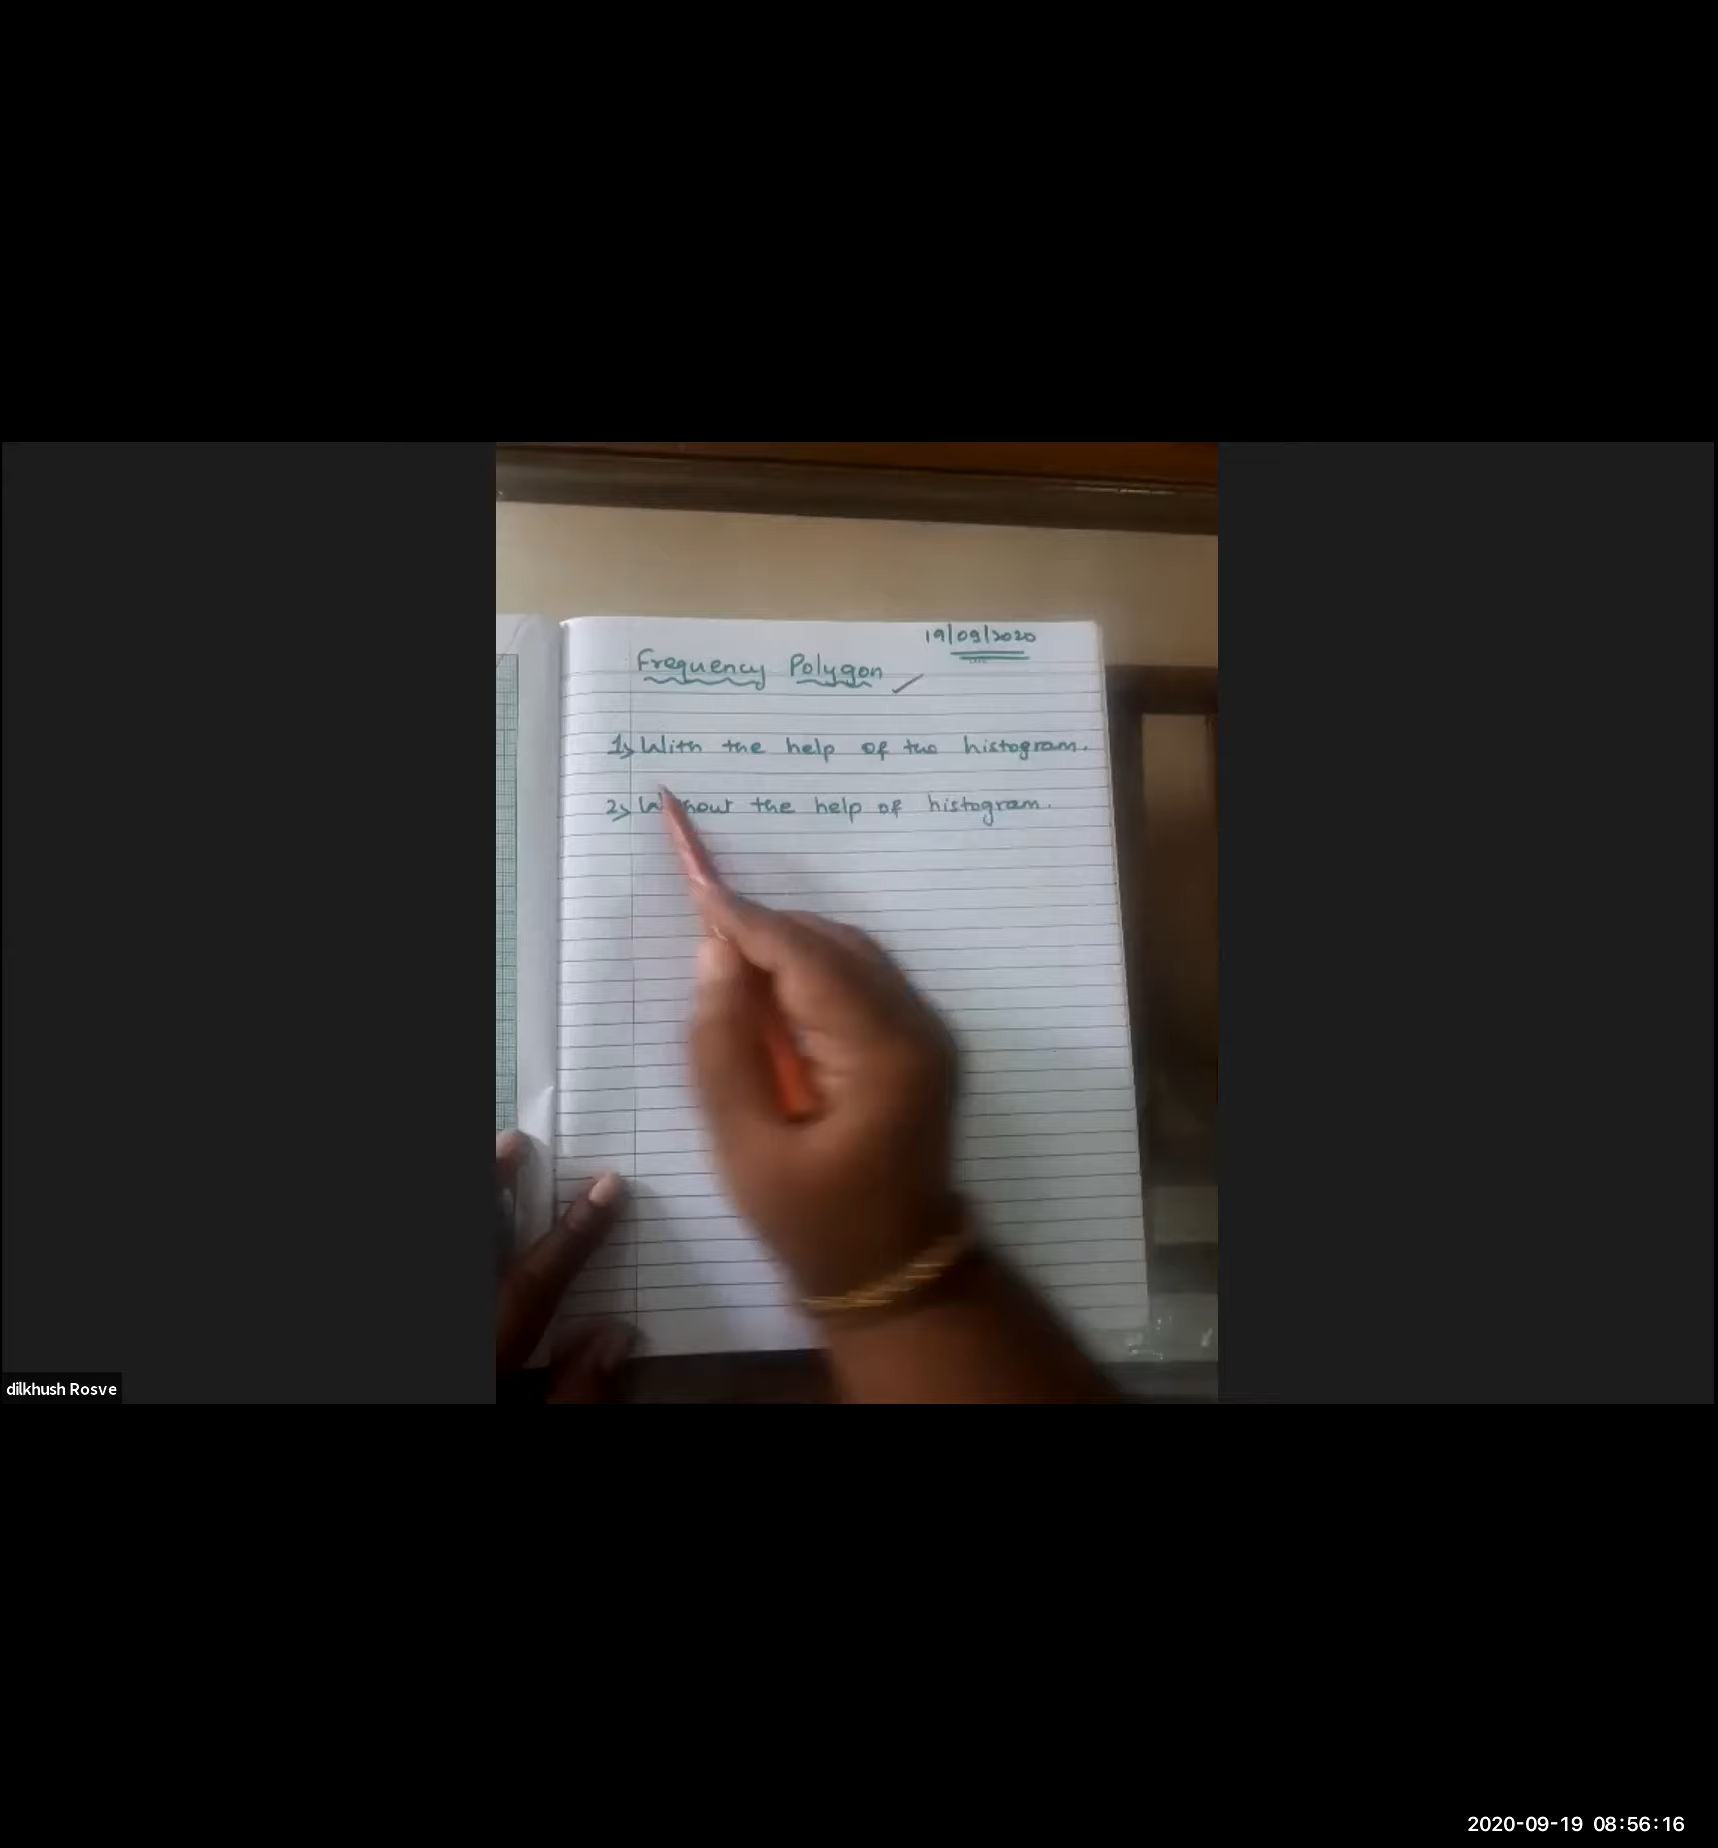 19/09/2020
Frequency Polygon
1) With the help of the histogram.
2) the help of histogram.
dilkhush Rosve
2020-09-19 08:56:16